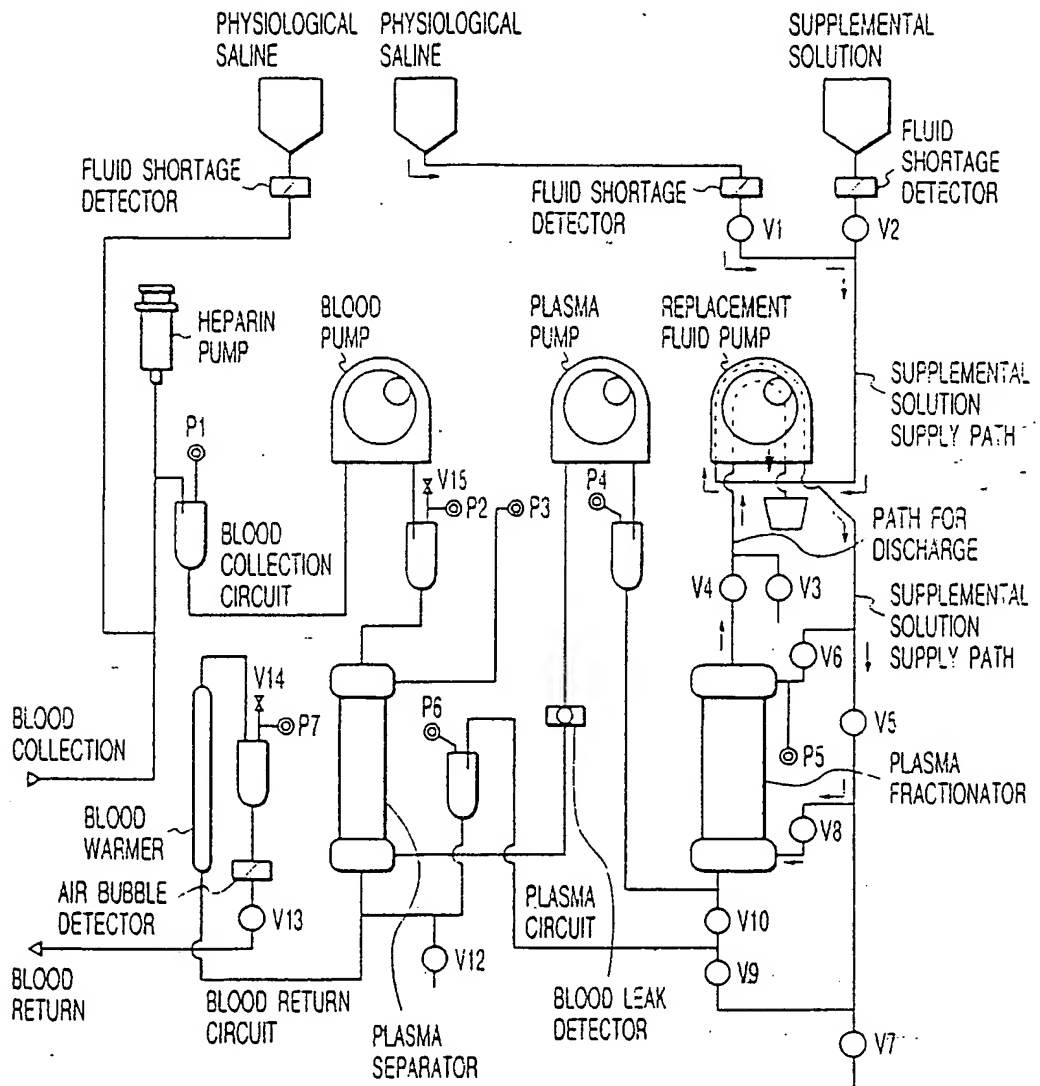 PHYSIOLOGICAL
SALINE
PHYSIOLOGICAL
SALINE
SUPPLEMENTAL
SOLUTION
FLUID SHORTAGE
DETECTOR
FLUID SHORTAGE
DETECTOR
FLUID
SHORTAGE
DETECTOR
V1
V2
HEPARIN
PUMP
BLOOD
PUMP
PLASMA
PUMP
REPLACEMENT
FLUID PUMP
SUPPLEMENTAL
SOLUTION
SUPPLY PATH
P1
V15
P2
P3
P4
BLOOD
COLLECTION
CIRCUIT
PATH FOR
DISCHARGE
V4
V3
SUPPLEMENTAL
SOLUTION
SUPPLY PATH
V6
V14
P7
P6
P5
V5
BLOOD
COLLECTION
PLASMA
FRACTIONATOR
BLOOD
WARMER
V8
AIR BUBBLE
DETECTOR
V13
PLASMA
CIRCUIT
V10
V12
V9
BLOOD
RETURN
BLOOD RETURN
CIRCUIT
PLASMA
SEPARATOR
BLOOD LEAK
DETECTOR
V7